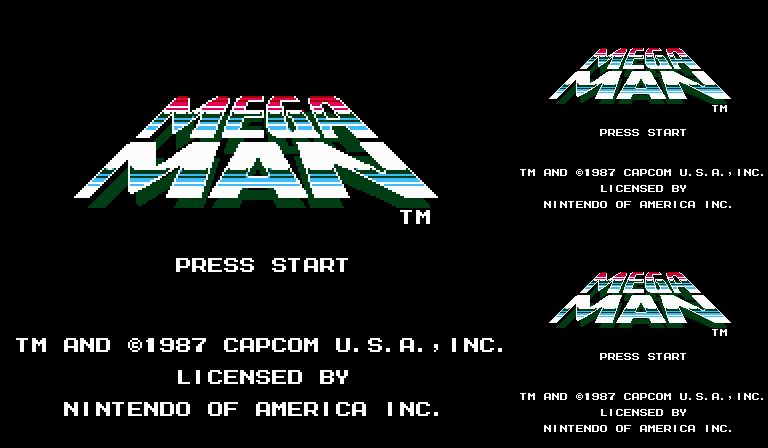 MEGA
MAN
TM
PRESS START
TM AND ©1987 CAPCOM U.S.A.,INC.
LICENSED BY
NINTENDO OF AMERICA INC.
MEGA
MAN
TM
PRESS START
TM AND ©1987 CAPCOM U.S.A.,INC.
LICENSED BY
NINTENDO OF AMERICA INC.
MEGA
MAN
TM
PRESS START
TM AND ©1987 CAPCOM U.S.A.,INC.
LICENSED BY
NINTENDO OF AMERICA INC.